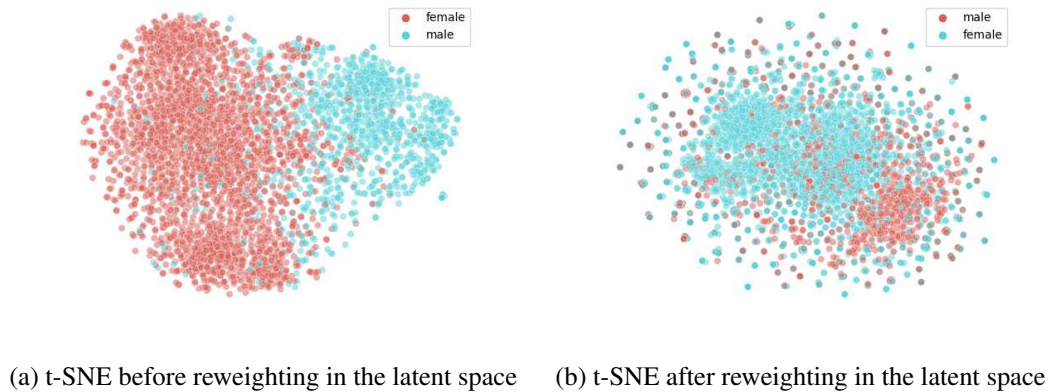 female
male
male
female
(a) t-SNE before reweighting in the latent space
(b) t-SNE after reweighting in the latent space